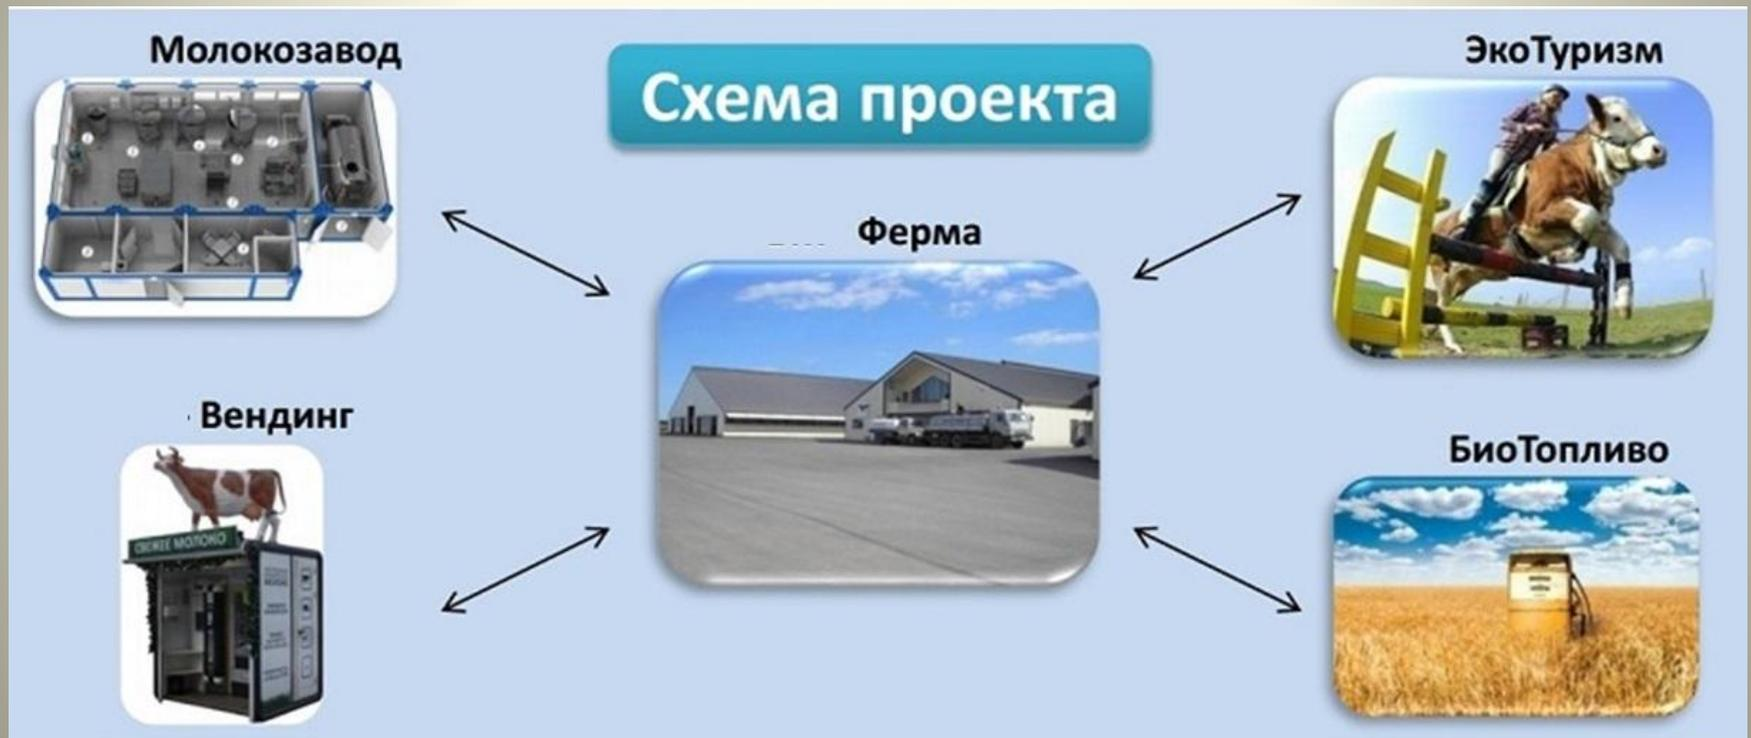 Молокозавод
Схема проекта
ЭкоТуризм
Ферма
Вендинг
СВЕЖЕЕ МОЛОКО
БиоТопливо